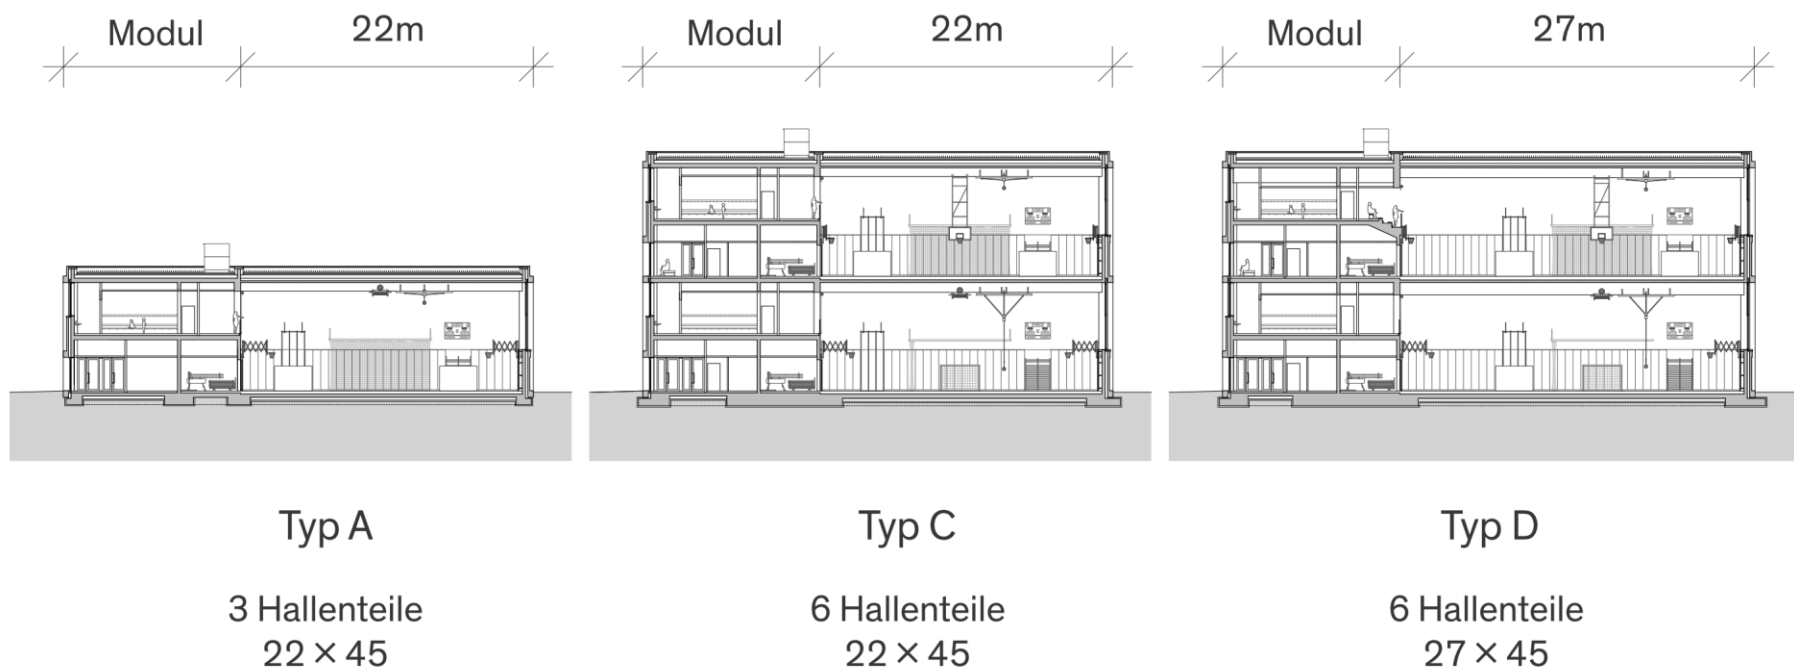 Modul 22m
Modul 22m
Modul 27m
Typ A
3 Hallenteile
22 × 45
Typ C
6 Hallenteile
22 × 45
Typ D
6 Hallenteile
27 × 45